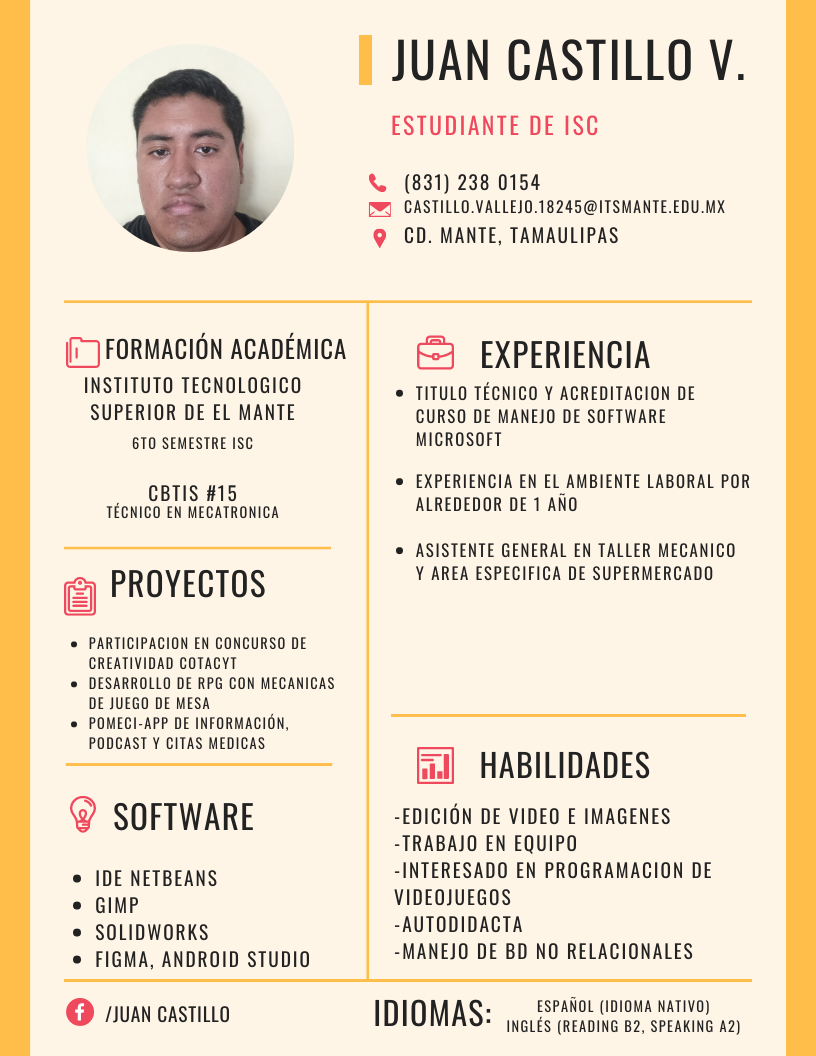 JUAN CASTILLO V.
ESTUDIANTE DE ISC
(831) 238 0154
CASTILLO.VALLEJO.18245@ITSMANTE.EDU.MX
CD. MANTE, TAMAULIPAS
FORMACIÓN ACADÉMICA
INSTITUTO TECNOLOGICO
SUPERIOR DE EL MANTE
6TO SEMESTRE ISC
CBTIS #15
TÉCNICO EN MECATRONICA
PROYECTOS
• PARTICIPACION EN CONCURSO DE
CREATIVIDAD COTACYT
• DESARROLLO DE RPG CON MECANICAS
DE JUEGO DE MESA
• POMECI-APP DE INFORMACIÓN,
PODCAST Y CITAS MEDICAS
SOFTWARE
• IDE NETBEANS
• GIMP
• SOLIDWORKS
• FIGMA, ANDROID STUDIO
EXPERIENCIA
• TITULO TÉCNICO Y ACREDITACION DE
CURSO DE MANEJO DE SOFTWARE
MICROSOFT
• EXPERIENCIA EN EL AMBIENTE LABORAL POR
ALREDEDOR DE 1 AÑO
• ASISTENTE GENERAL EN TALLER MECANICO
Y AREA ESPECIFICA DE SUPERMERCADO
HABILIDADES
-EDICIÓN DE VIDEO E IMAGENES
-TRABAJO EN EQUIPO
-INTERESADO EN PROGRAMACION DE
VIDEOJUEGOS
-AUTODIDACTA
-MANEJO DE BD NO RELACIONALES
/JUAN CASTILLO
IDIOMAS:
ESPAÑOL (IDIOMA NATIVO)
INGLÉS (READING B2, SPEAKING A2)